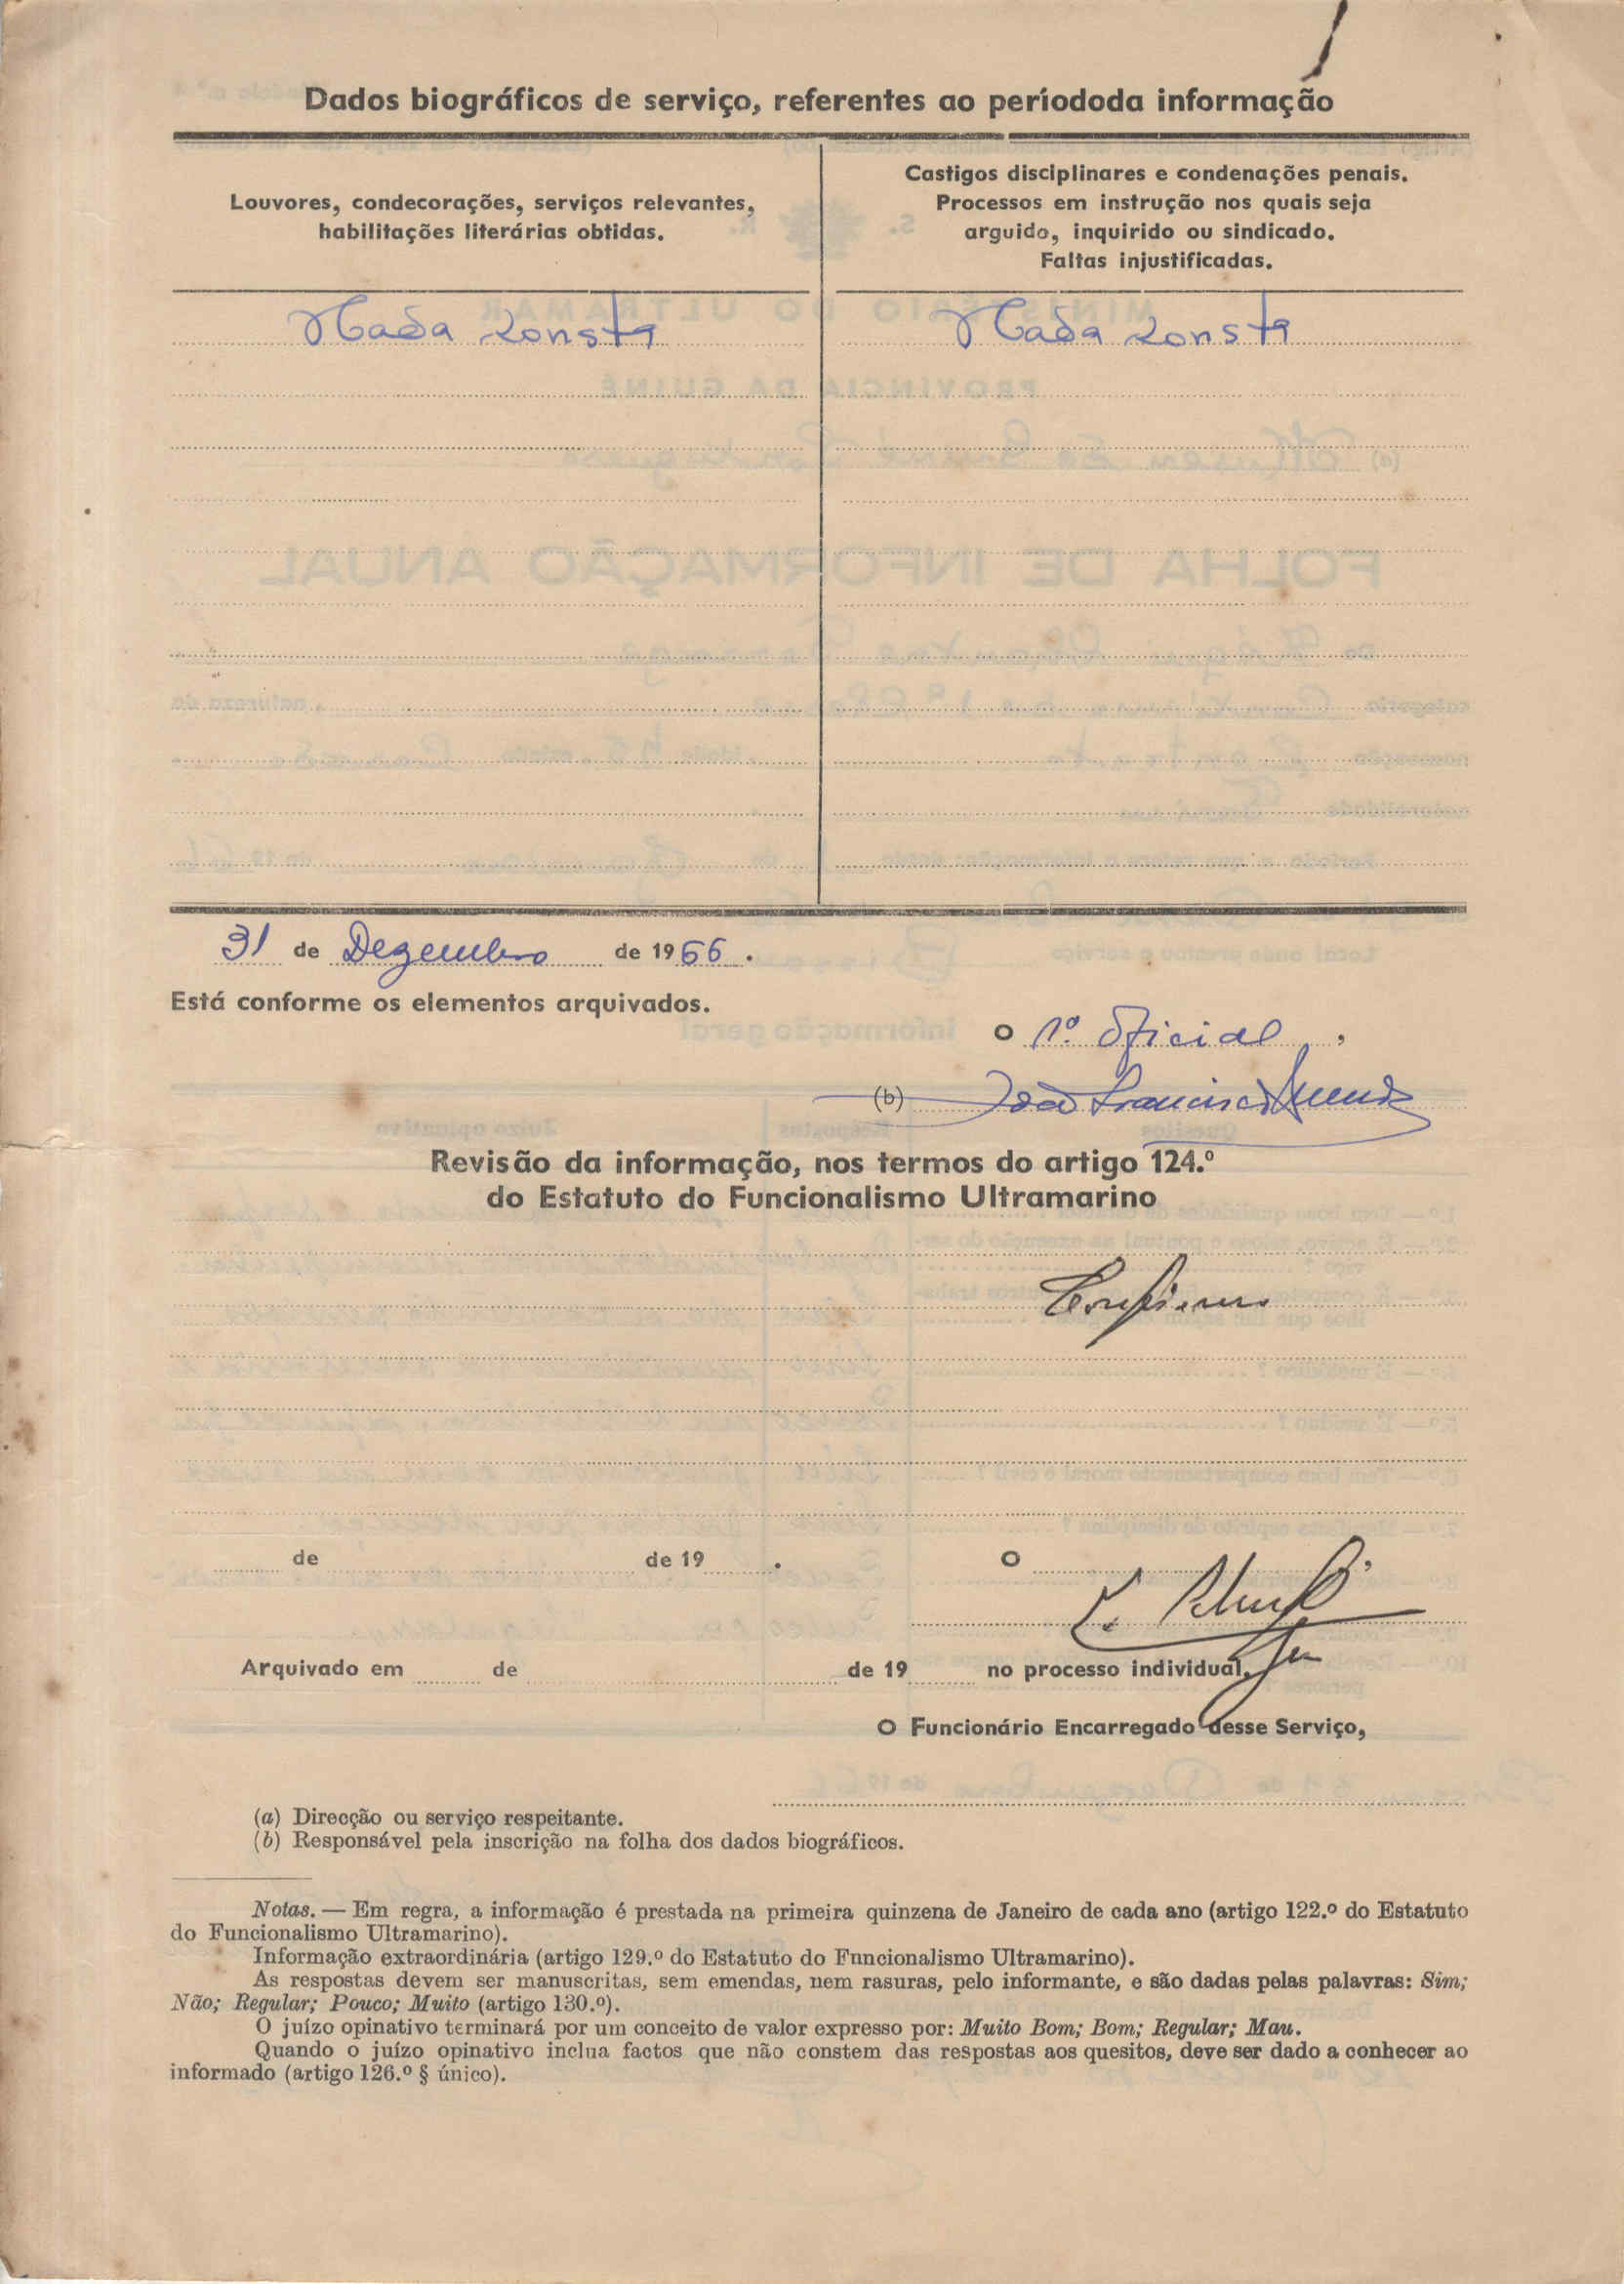 Dados biográficos de serviço, referentes ao períododa informação
Louvores, condecorações, serviços relevantes,
habilitações literárias obtidas.
Castigos disciplinares e condenações penais.
Processos em instrução nos quais seja
arguido, inquirido ou sindicado.
Faltas injustificadas.
Nada consta
Nada consta
31 de Dezembro de 1966.
Está conforme os elementos arquivados.
O 1.º Oficial,
(b) João Francisco
Revisão da informação, nos termos do artigo 124.º
do Estatuto do Funcionalismo Ultramarino
Confirmo
de de 19 .
O ,
Arquivado em de de 19 no processo individual.
O Funcionário Encarregado desse Serviço,
(a) Direcção ou serviço respeitante.
(b) Responsável pela inscrição na folha dos dados biográficos.
Notas. — Em regra, a informação é prestada na primeira quinzena de Janeiro de cada ano (artigo 122.º do Estatuto
do Funcionalismo Ultramarino).
Informação extraordinária (artigo 129.º do Estatuto do Funcionalismo Ultramarino).
As respostas devem ser manuscritas, sem emendas, nem rasuras, pelo informante, e são dadas pelas palavras: Sim;
Não; Regular; Pouco; Muito (artigo 130.º).
O juízo opinativo terminará por um conceito de valor expresso por: Muito Bom; Bom; Regular; Mau.
Quando o juízo opinativo inclua factos que não constem das respostas aos quesitos, deve ser dado a conhecer ao
informado (artigo 126.º § único).